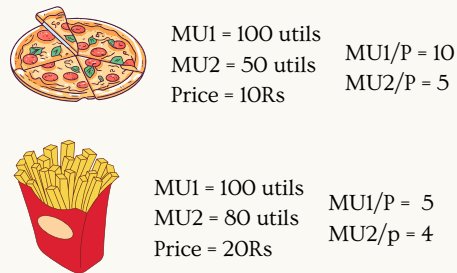 MU1 = 100 utils
MU2 = 50 utils
Price = 10Rs
MU1/P = 10
MU2/P = 5
MU1 = 100 utils
MU2 = 80 utils
Price = 20Rs
MU1/P =  5
MU2/p = 4